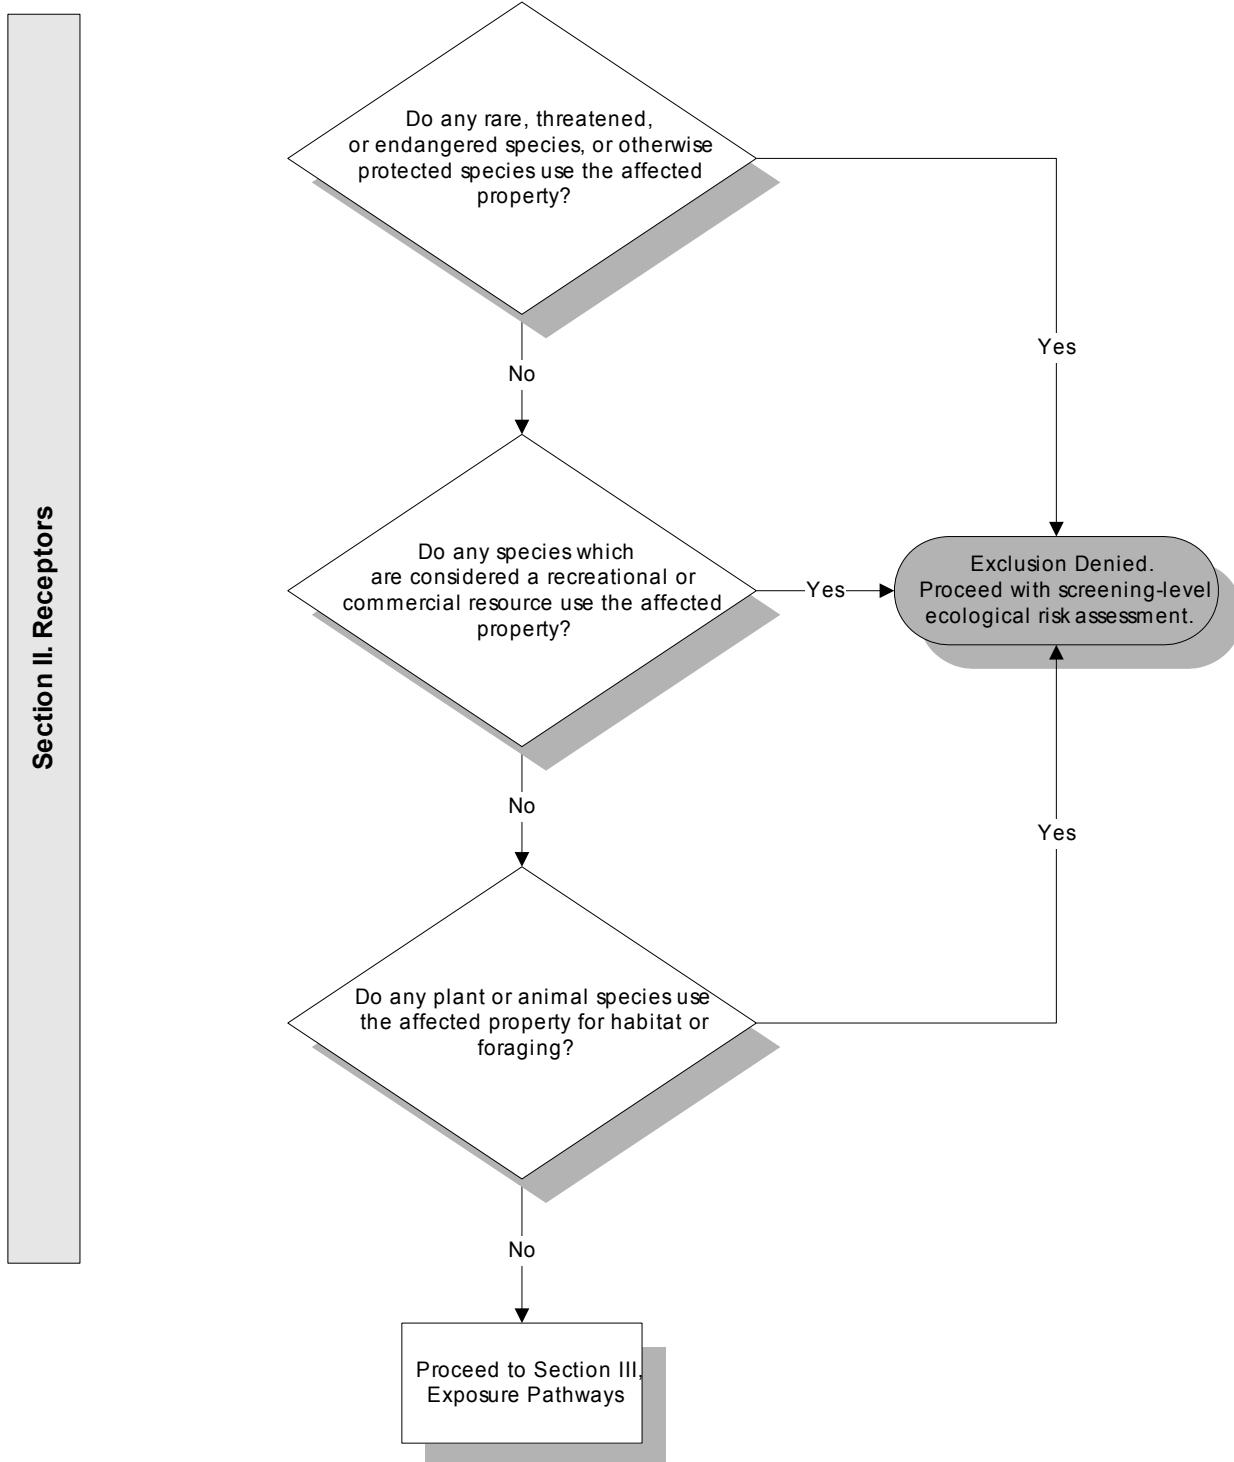 Section II. Receptors
Do any rare, threatened,
or endangered species, or otherwise
protected species use the affected
property?
Yes
No
Do any species which
are considered a recreational or
commercial resource use the affected
property?
Yes
Exclusion Denied.
Proceed with screening-level
ecological risk assessment.
No
Yes
Do any plant or animal species use
the affected property for habitat or
foraging?
No
Proceed to Section III,
Exposure Pathways